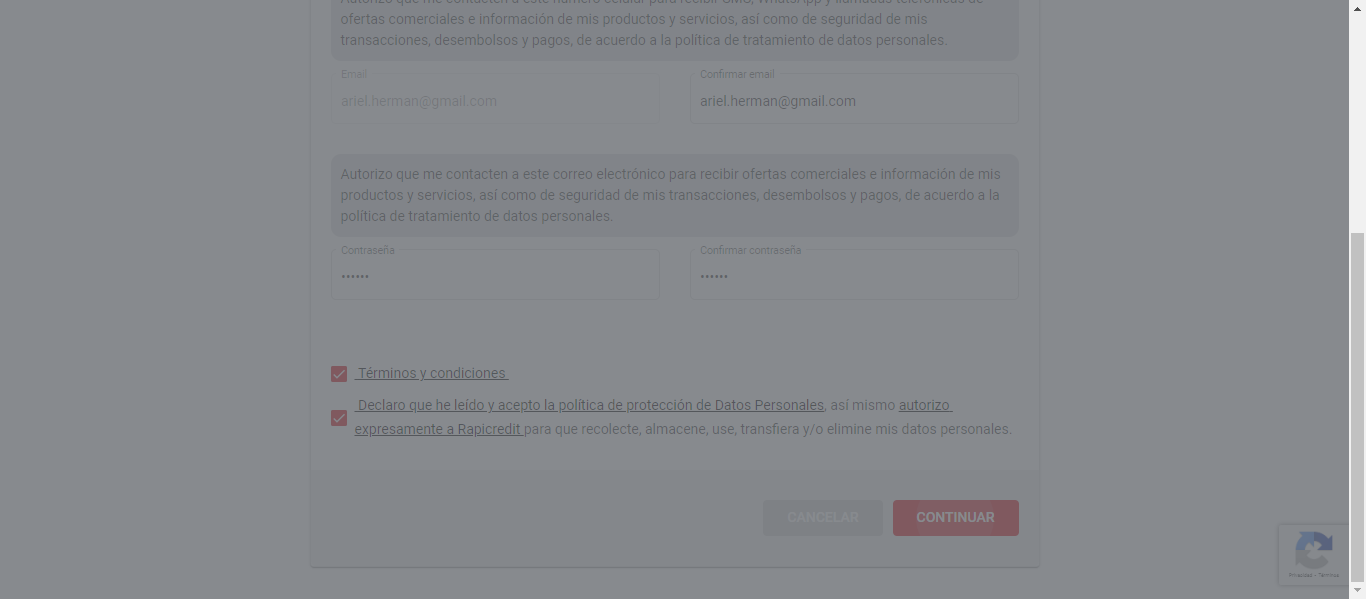 Autorizo que me contacten a este número celular para recibir SMS, WhatsApp y llamadas telefónicas de
ofertas comerciales e información de mis productos y servicios, así como de seguridad de mis
transacciones, desembolsos y pagos, de acuerdo a la política de tratamiento de datos personales.
Email
Confirmar email
ariel.herman@gmail.com
ariel.herman@gmail.com
Autorizo que me contacten a este correo electrónico para recibir ofertas comerciales e información de mis
productos y servicios, así como de seguridad de mis transacciones, desembolsos y pagos, de acuerdo a la
política de tratamiento de datos personales.
Contraseña
Confirmar contraseña
••••••
••••••
Términos y condiciones
Declaro que he leído y acepto la política de protección de Datos Personales, así mismo autorizo
expresamente a Rapicredit para que recolecte, almacene, use, transfiera y/o elimine mis datos personales.
CANCELAR
CONTINUAR
Privacidad - Términos